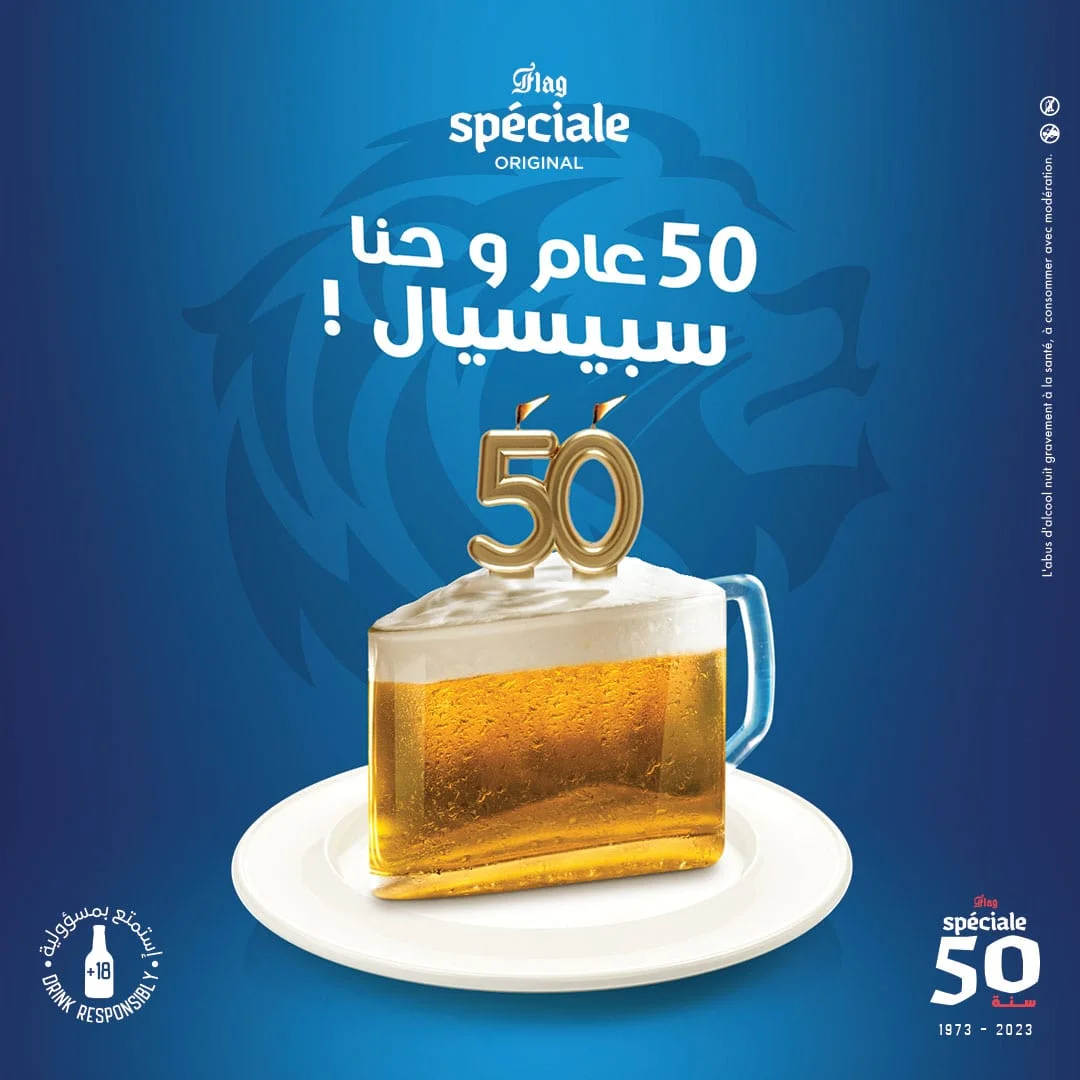 Flag
spéciale
ORIGINAL
50 عام و حنا
سبيسيال !
50
L'abus d'alcool nuit gravement à la santé, à consommer avec modération.
إستمتع بمسؤولية
+18
DRINK RESPONSIBLY
Flag
spéciale
50
سنة
1973 - 2023